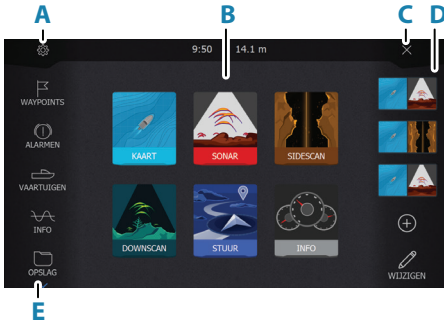 A
B
C
D
9:50 14.1 m
WAYPOINTS
ALARMEN
VAARTUIGEN
INFO
OPSLAG
KAART
SONAR
SIDESCAN
DOWNSCAN
STUUR
INFO
WIJZIGEN
E